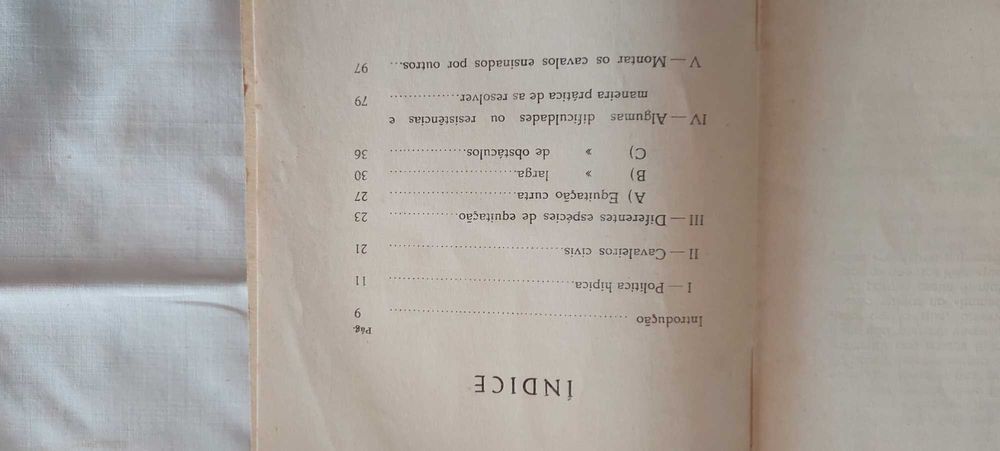 ÍNDICE
Pág.
Introdução ........................................ 9
I — Politica hipica................................ 11
II — Cavaleiros civis.............................. 21
III — Diferentes espécies de equitação............ 23
A) Equitação curta............................ 27
B) » larga............................ 30
C) » de obstáculos................ 36
IV — Algumas dificuldades ou resistências e
maneira prática de as resolver.............. 79
V — Montar os cavalos ensinados por outros... 97